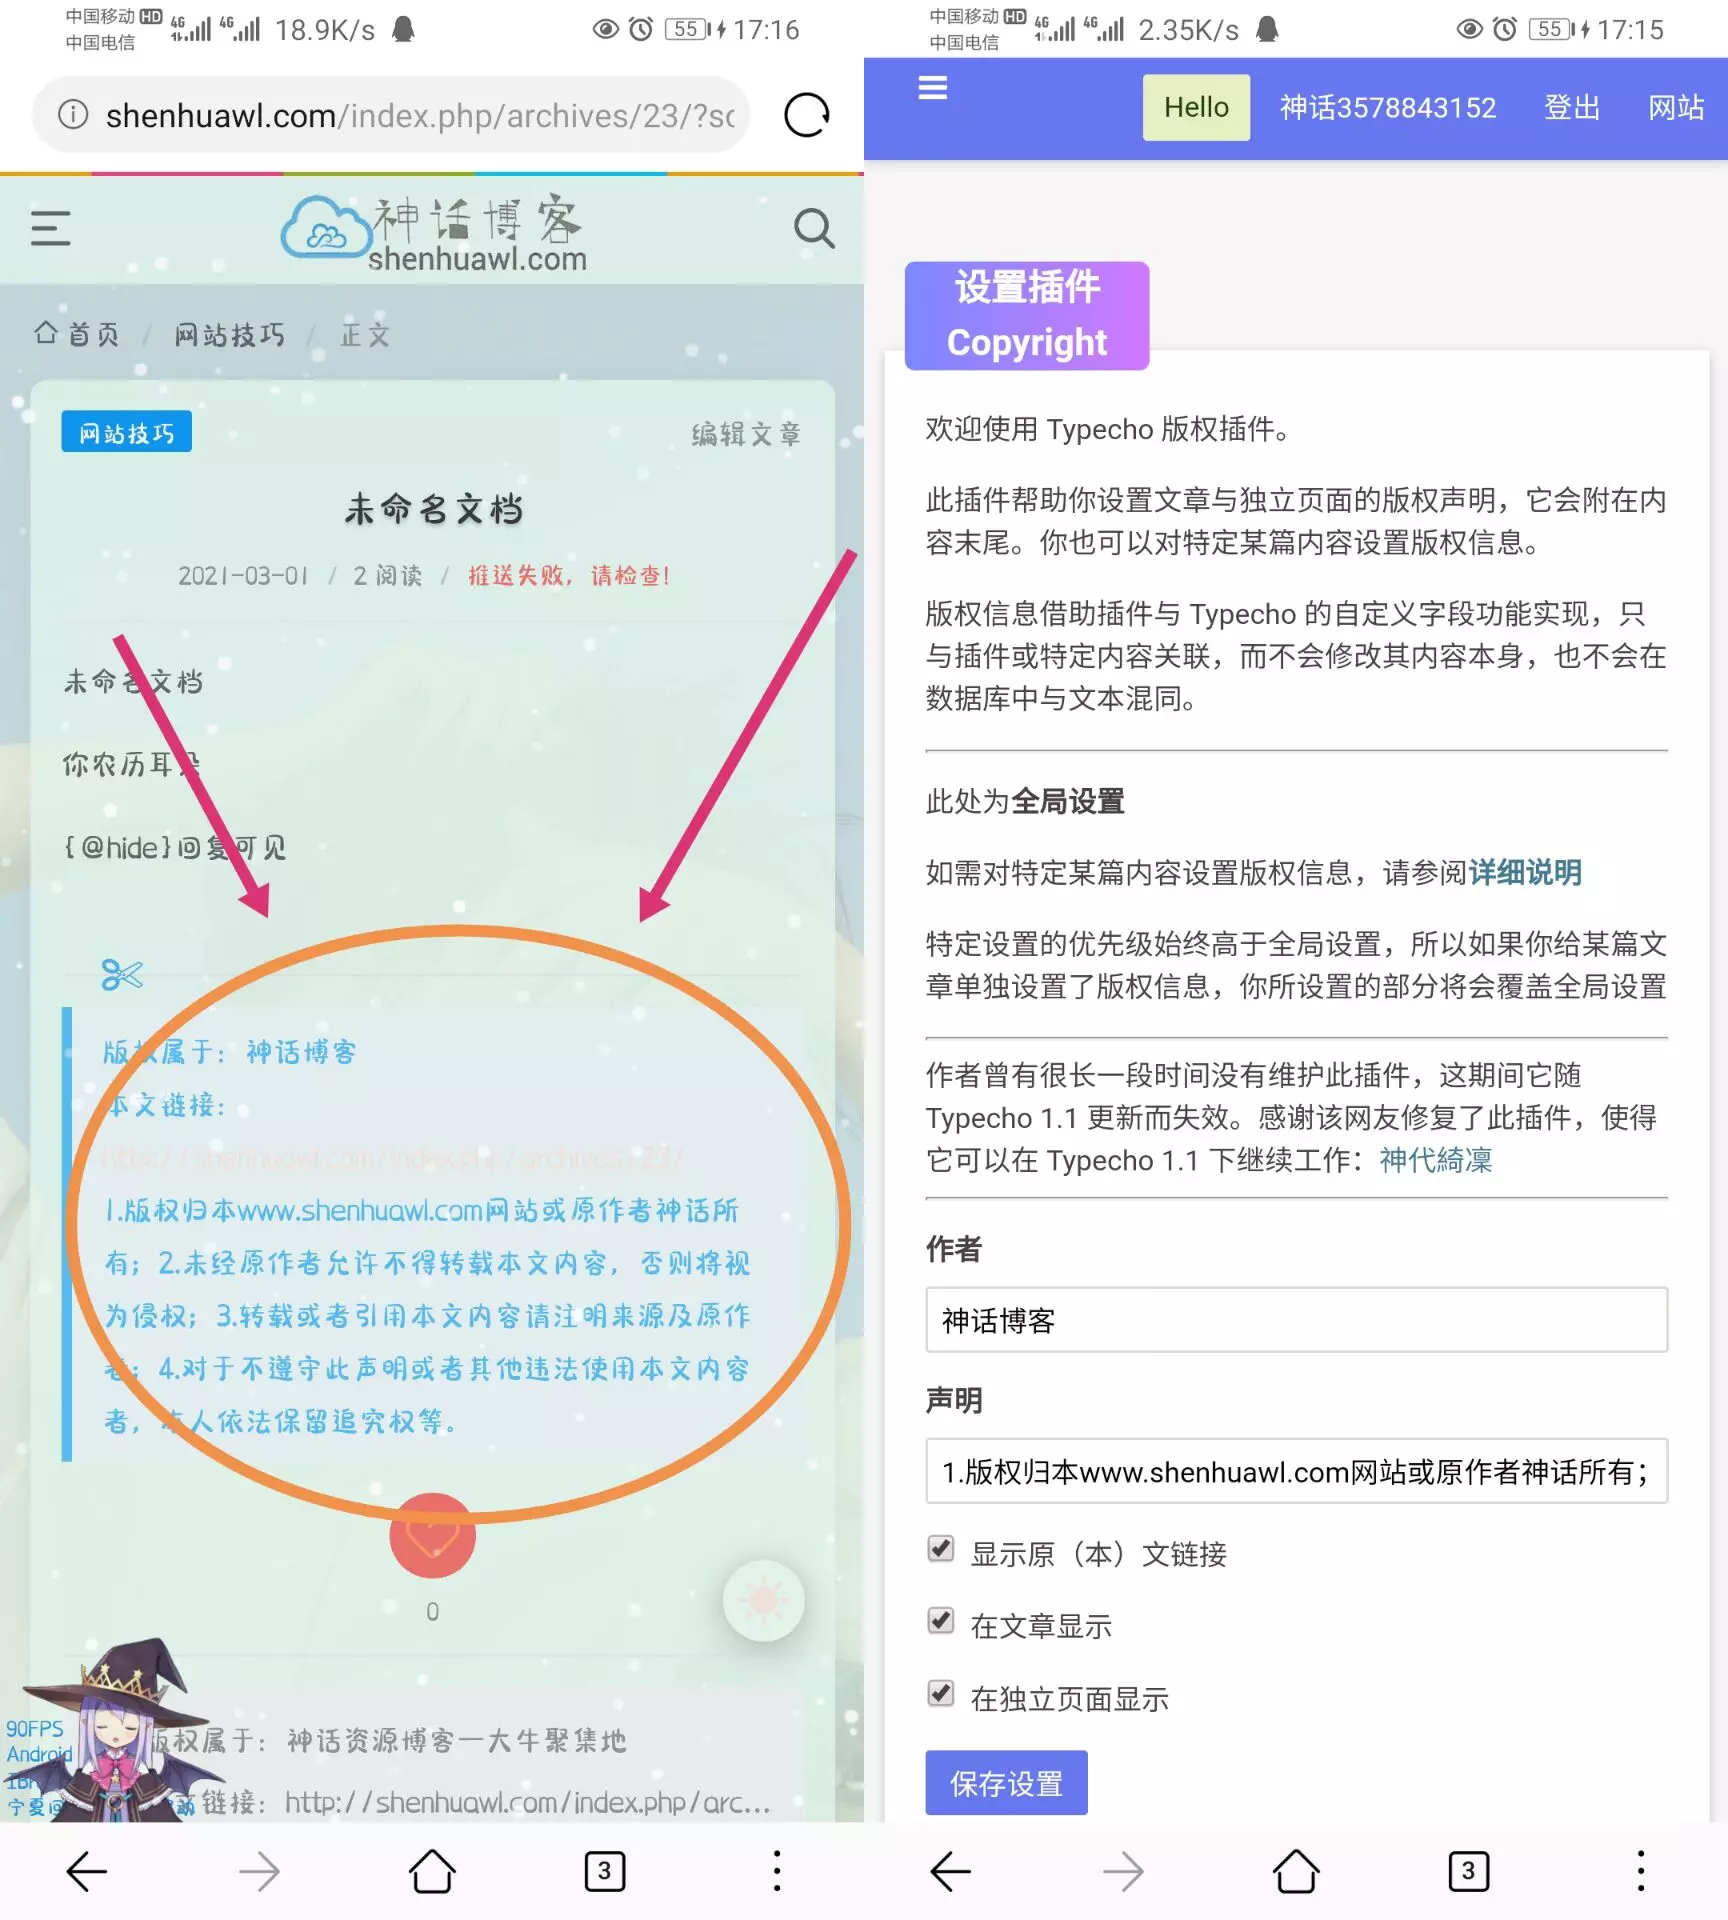 中国移动 HD 4G 4G 18.9K/s 55 17:16
中国电信
shenhuawl.com/index.php/archives/23/?sc
神话博客
shenhuawl.com
首页 / 网站技巧 / 正文
网站技巧
编辑文章
未命名文档
2021-03-01 / 2 阅读 / 推送失败，请检查!
未命名文档
你农历耳朵
{@hide}回复可见
版权属于：神话博客
本文链接：
http://shenhuawl.com/index.php/archives/23/
1.版权归本www.shenhuawl.com网站或原作者神话所
有；2.未经原作者允许不得转载本文内容，否则将视
为侵权；3.转载或者引用本文内容请注明来源及原作
者；4.对于不遵守此声明或者其他违法使用本文内容
者，本人依法保留追究权等。
0
版权属于：神话资源博客一大牛聚集地
链接：http://shenhuawl.com/index.php/arc...
90FPS
Android
宁夏
3
中国移动 HD 4G 4G 2.35K/s 55 17:15
中国电信
Hello 神话3578843152 登出 网站
设置插件
Copyright
欢迎使用 Typecho 版权插件。
此插件帮助你设置文章与独立页面的版权声明，它会附在内
容末尾。你也可以对特定某篇内容设置版权信息。
版权信息借助插件与 Typecho 的自定义字段功能实现，只
与插件或特定内容关联，而不会修改其内容本身，也不会在
数据库中与文本混同。
此处为全局设置
如需对特定某篇内容设置版权信息，请参阅详细说明
特定设置的优先级始终高于全局设置，所以如果你给某篇文
章单独设置了版权信息，你所设置的部分将会覆盖全局设置
作者曾有很长一段时间没有维护此插件，这期间它随
Typecho 1.1 更新而失效。感谢该网友修复了此插件，使得
它可以在 Typecho 1.1 下继续工作：神代綺凜
作者
神话博客
声明
1.版权归本www.shenhuawl.com网站或原作者神话所有；
显示原（本）文链接
在文章显示
在独立页面显示
保存设置
3